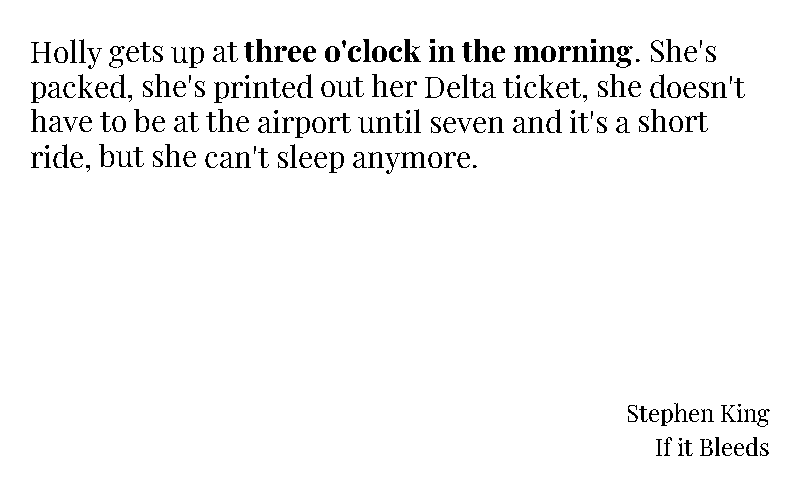 Holly gets up at three o'clock in the morning. She's
packed, she's printed out her Delta ticket, she doesn't
have to be at the airport until seven and it's a short
ride, but she can't sleep anymore.
Stephen King
If it Bleeds